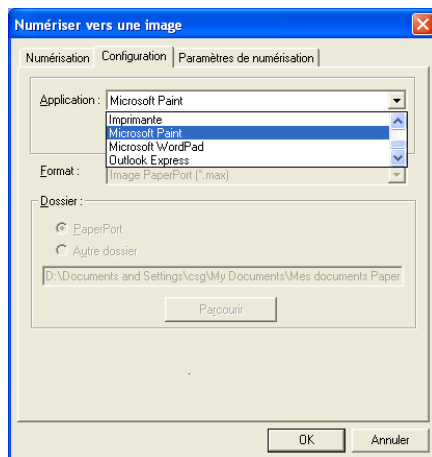 Numériser vers une image
Numérisation Configuration Paramètres de numérisation
Application : Microsoft Paint
Imprimante
Microsoft Paint
Microsoft WordPad
Outlook Express
Format : Image PaperPort (*.max)
Dossier :
PaperPort
Autre dossier
D:\Documents and Settings\csg\My Documents\Mes documents Paper
Parcourir
OK Annuler